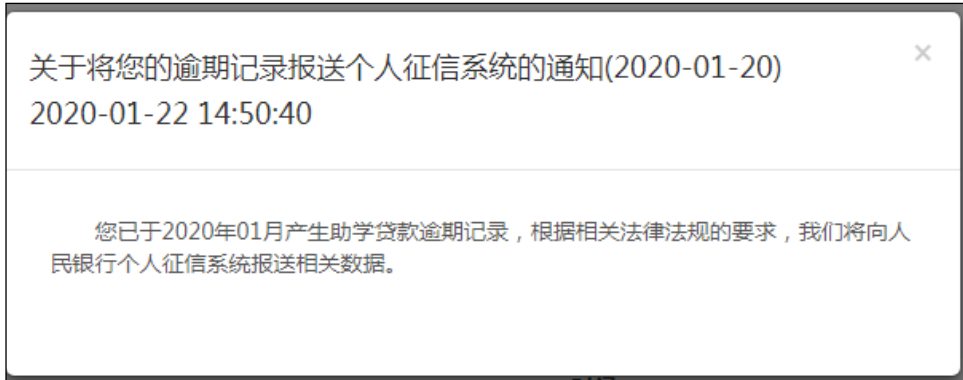 关于将您的逾期记录报送个人征信系统的通知(2020-01-20)
×
2020-01-22 14:50:40
您已于2020年01月产生助学贷款逾期记录，根据相关法律法规的要求，我们将向人
民银行个人征信系统报送相关数据。